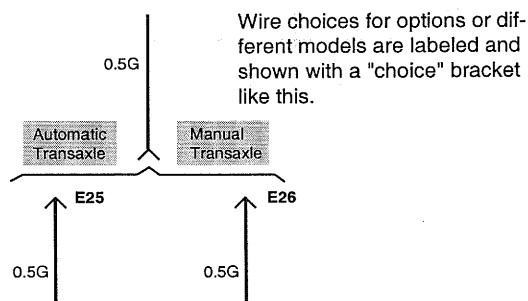 Wire choices for options or dif-
ferent models are labeled and
shown with a "choice" bracket
like this.
0.5G
Automatic
Transaxle
Manual
Transaxle
E25
E26
0.5G
0.5G